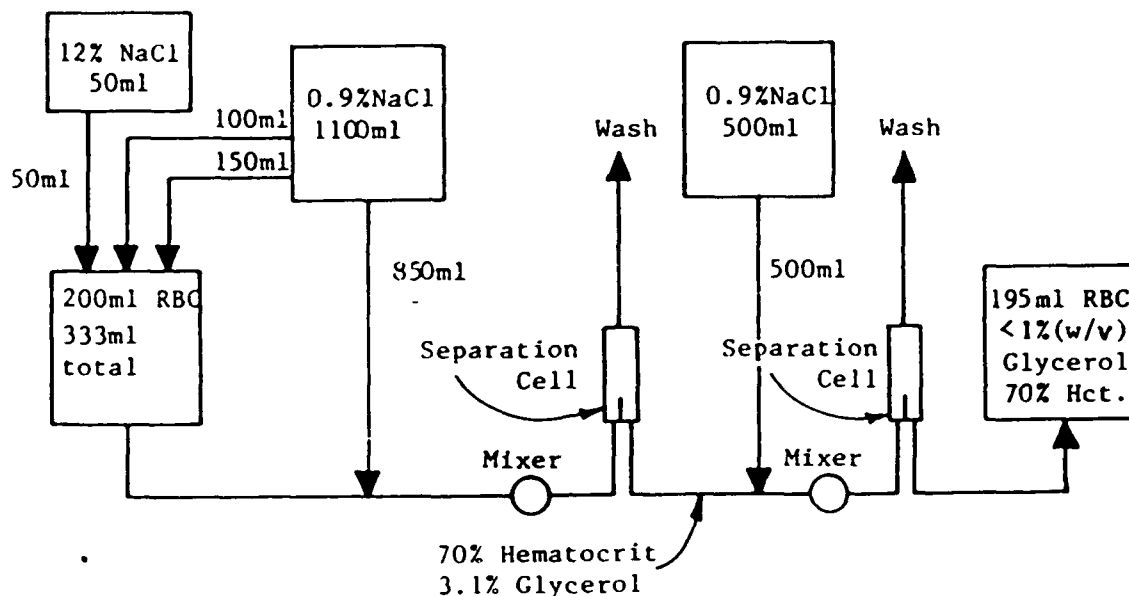 12% NaCl
50ml
0.9%NaCl
1100ml
0.9%NaCl
500ml
100ml
150ml
50ml
Wash
Wash
850ml
500ml
200ml RBC
333ml
total
Separation
Cell
Separation
Cell
195ml RBC
<1%(w/v)
Glycerol
70% Hct.
Mixer
Mixer
70% Hematocrit
3.1% Glycerol